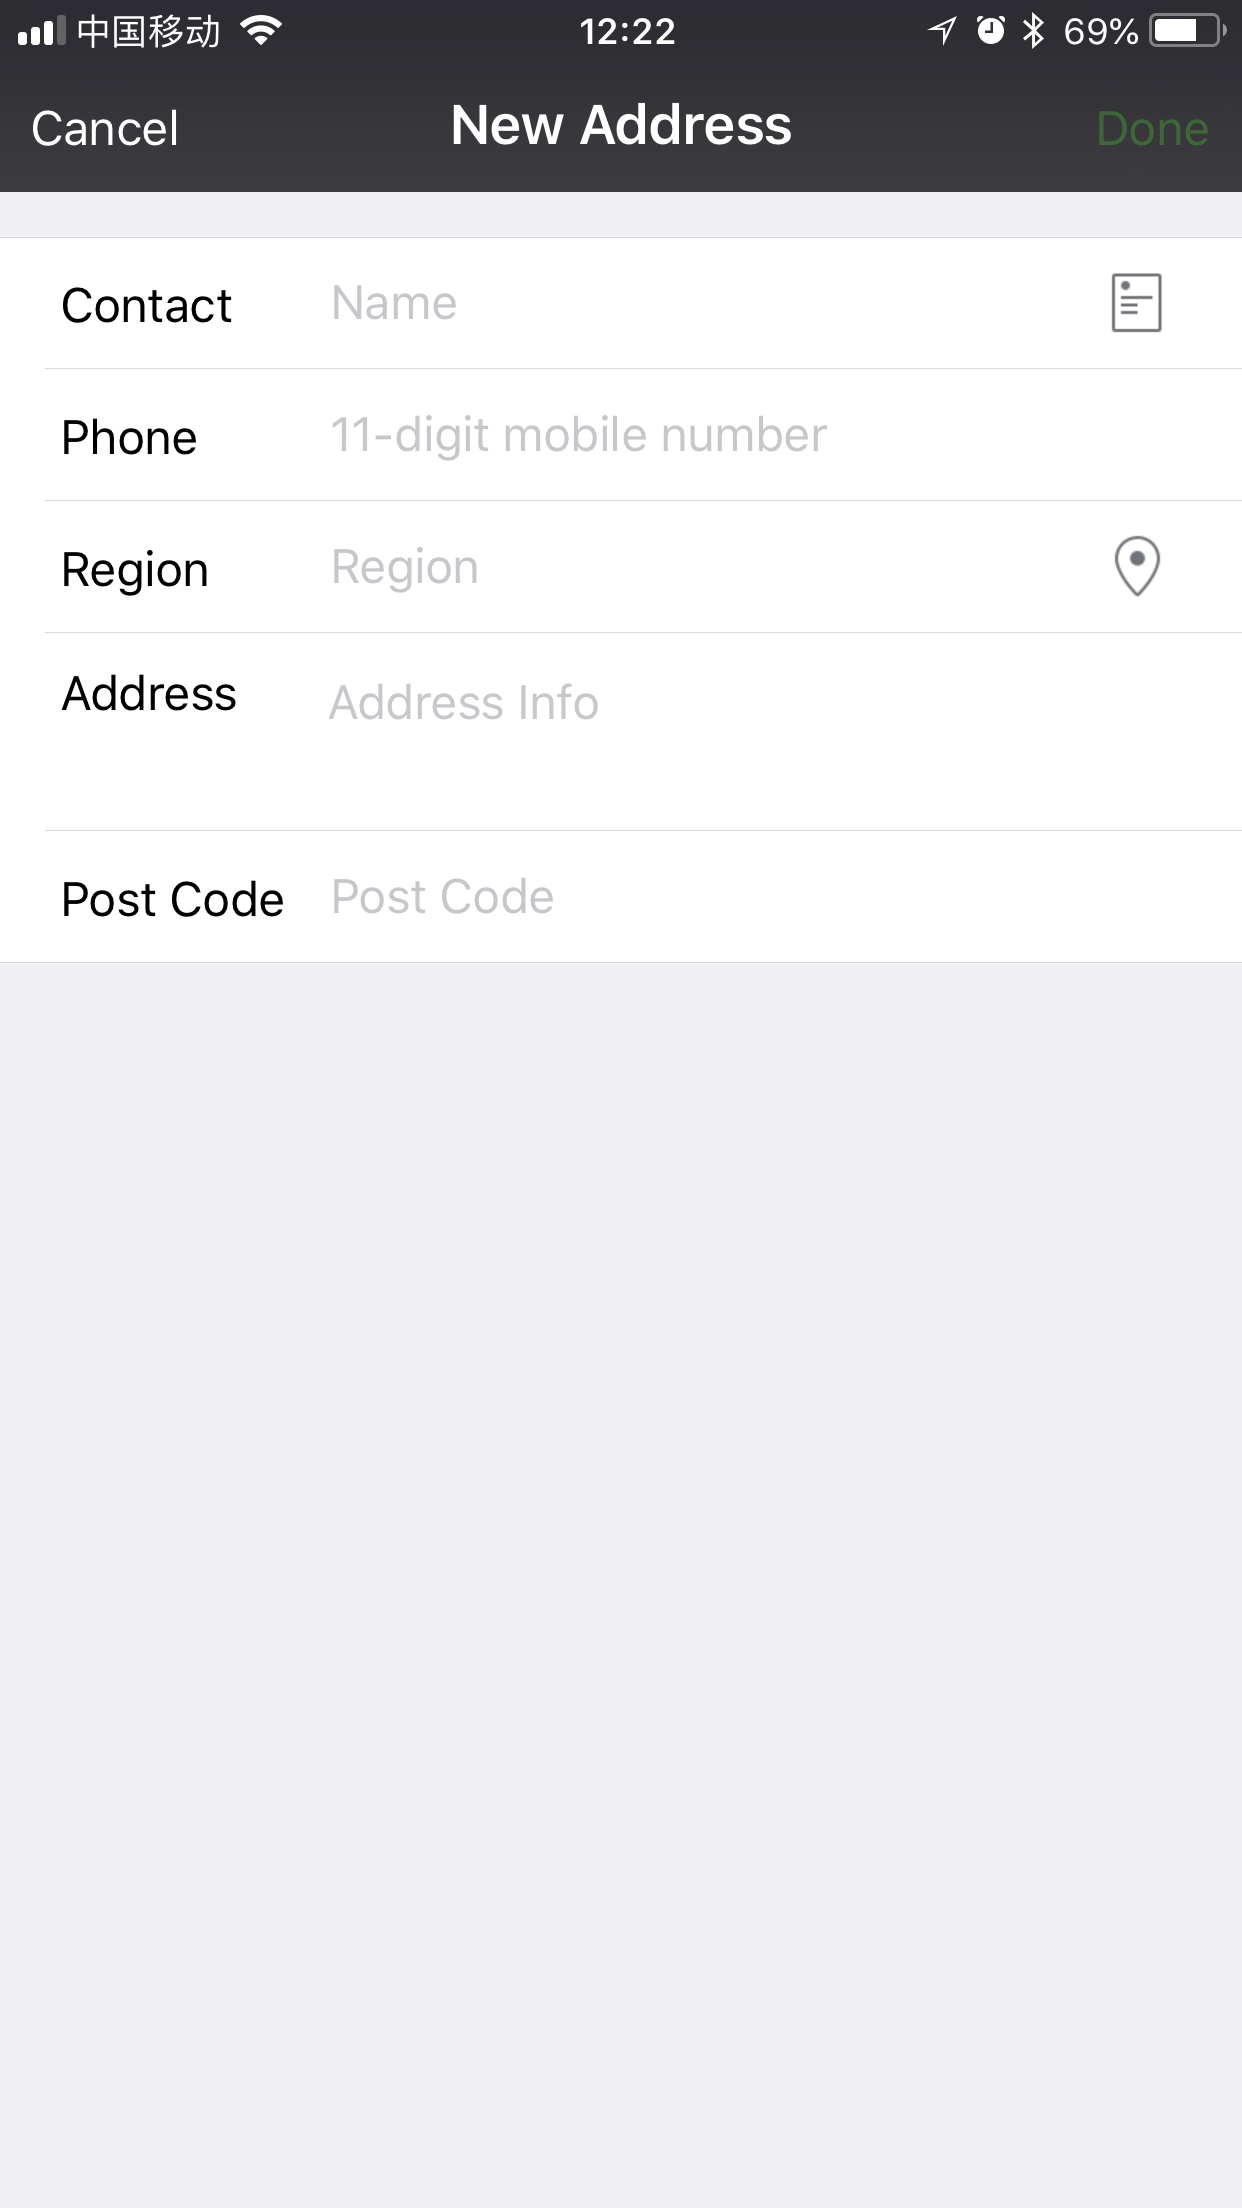 中国移动 12:22 69%
Cancel New Address Done
Contact Name
Phone 11-digit mobile number
Region Region
Address Address Info
Post Code Post Code